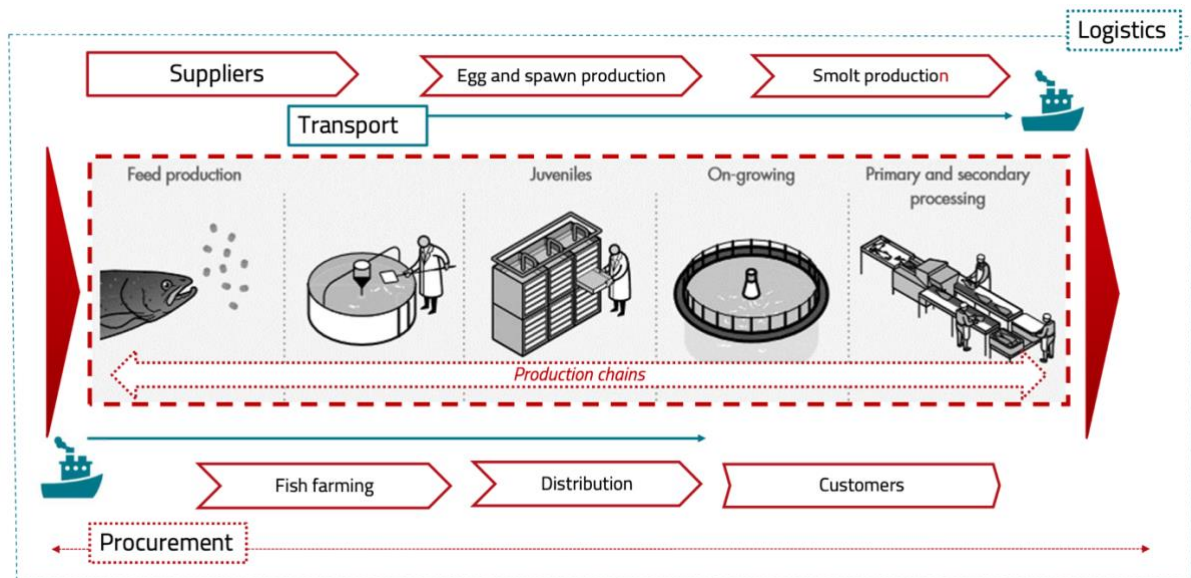 Logistics
Suppliers
Egg and spawn production
Smolt production
Transport
Feed production
Juveniles
On-growing
Primary and secondary
processing
Production chains
Fish farming
Distribution
Customers
Procurement